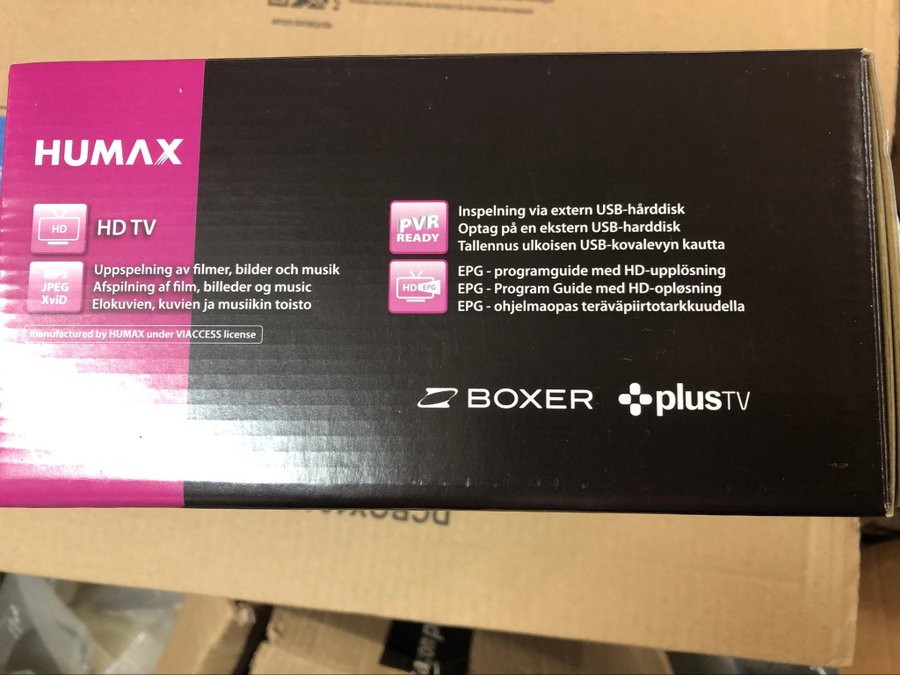 HUMAX
HD
HD TV
MP3
JPEG
XviD
Uppspelning av filmer, bilder och musik
Afspilning af film, billeder og music
Elokuvien, kuvien ja musiikin toisto
manufactured by HUMAX under VIACCESS license
PVR
READY
Inspelning via extern USB-hårddisk
Optag på en ekstern USB-harddisk
Tallennus ulkoisen USB-kovalevyn kautta
HD EPG
EPG - programguide med HD-upplösning
EPG - Program Guide med HD-opløsning
EPG - ohjelmaopas teräväpiirtotarkkuudella
BOXER
plusTV